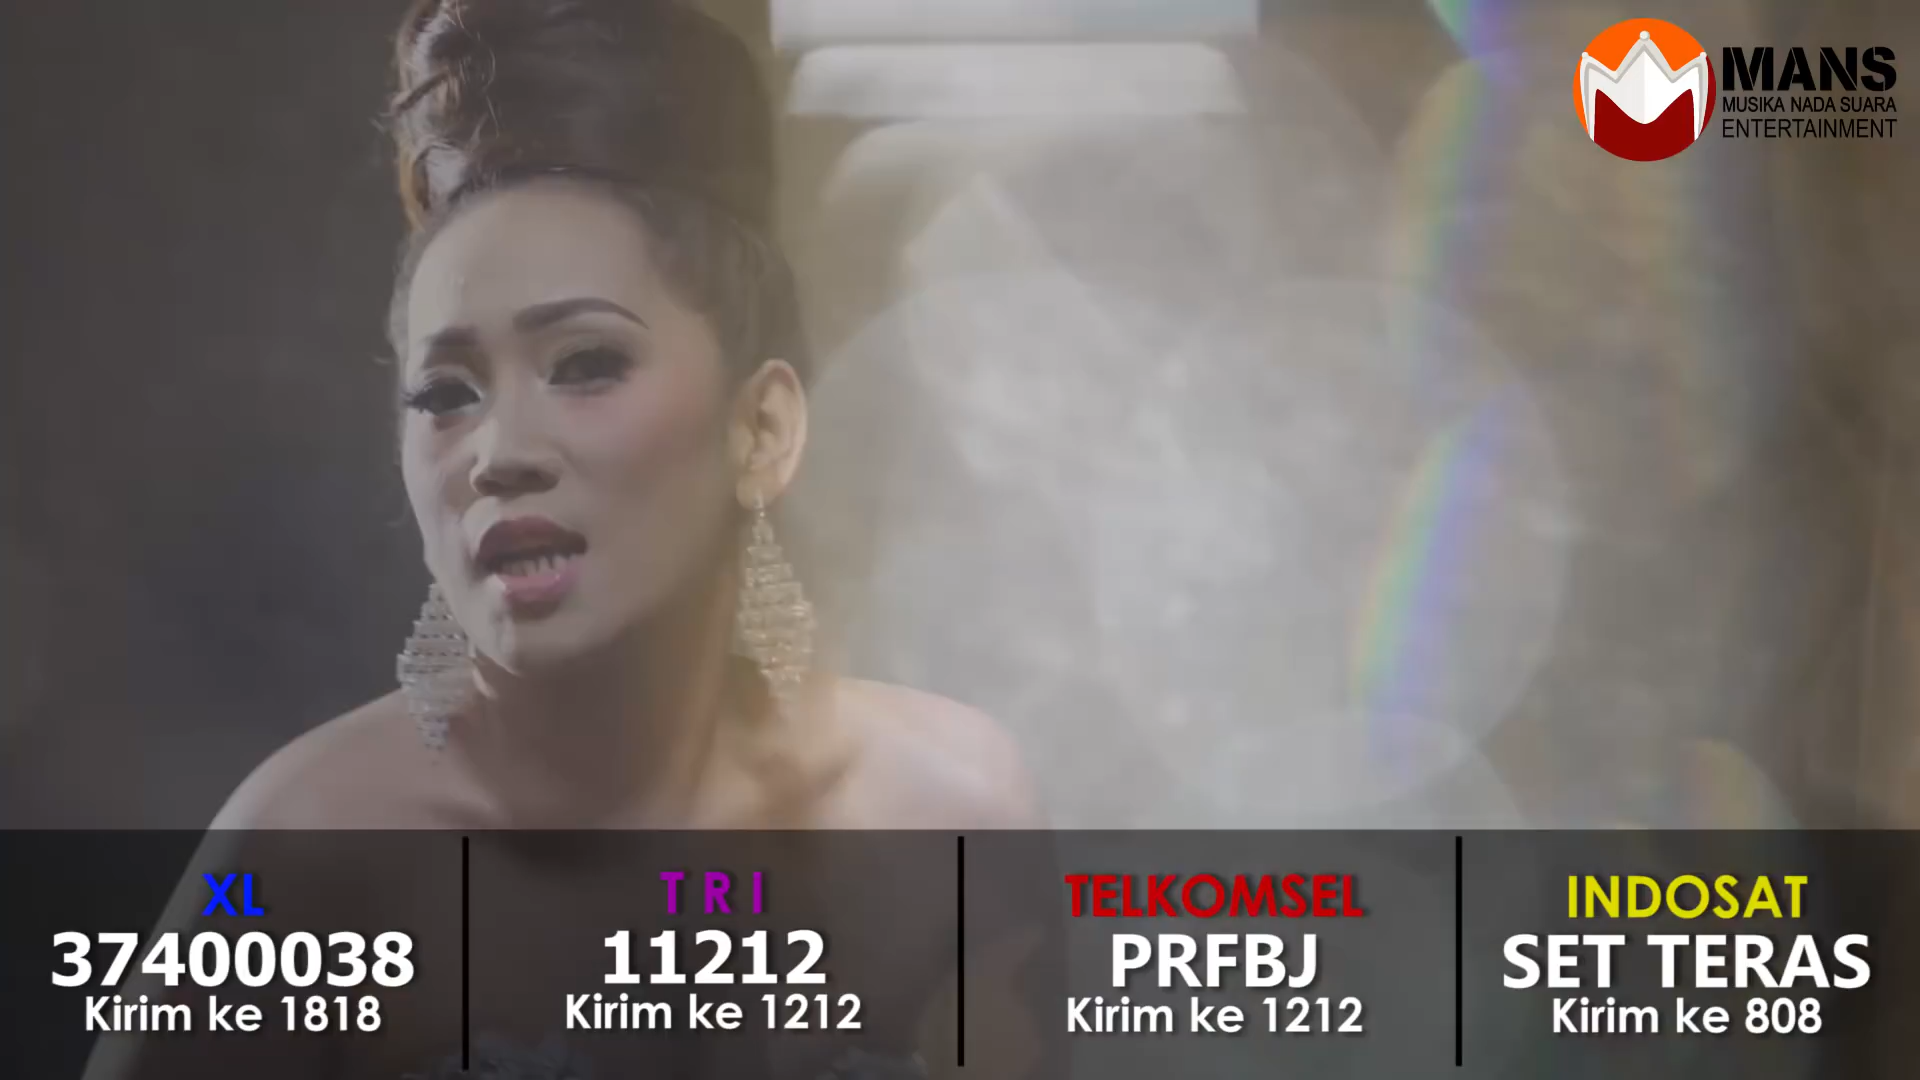 MANS
MUSIKA NADA SUARA
ENTERTAINMENT
XL
37400038
Kirim ke 1818
TRI
11212
Kirim ke 1212
TELKOMSEL
PRFBJ
Kirim ke 1212
INDOSAT
SET TERAS
Kirim ke 808